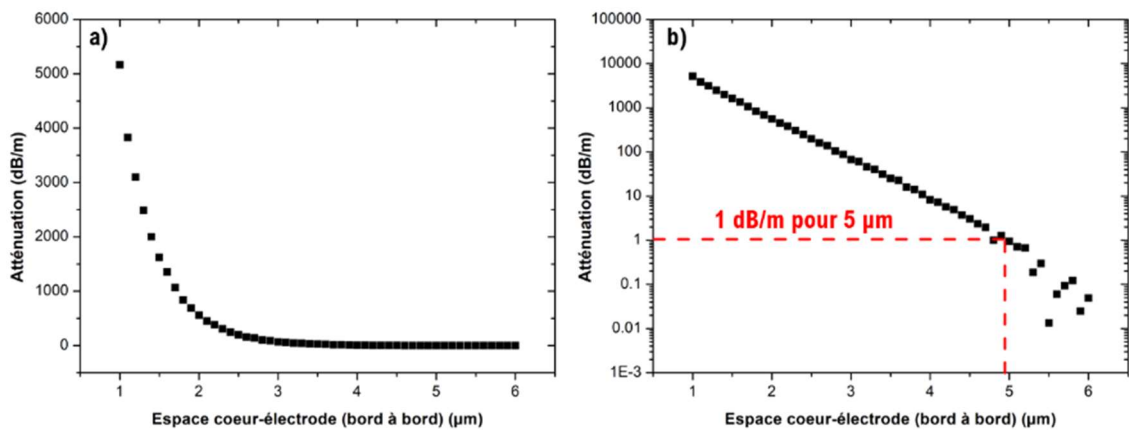 a)
Atténuation (dB/m)
6000
5000
4000
3000
2000
1000
0
1 2 3 4 5 6
Espace coeur-électrode (bord à bord) (µm)
b)
Atténuation (dB/m)
100000
10000
1000
100
10
1
0.1
0.01
1E-3
1 dB/m pour 5 µm
1 2 3 4 5 6
Espace coeur-électrode (bord à bord) (µm)